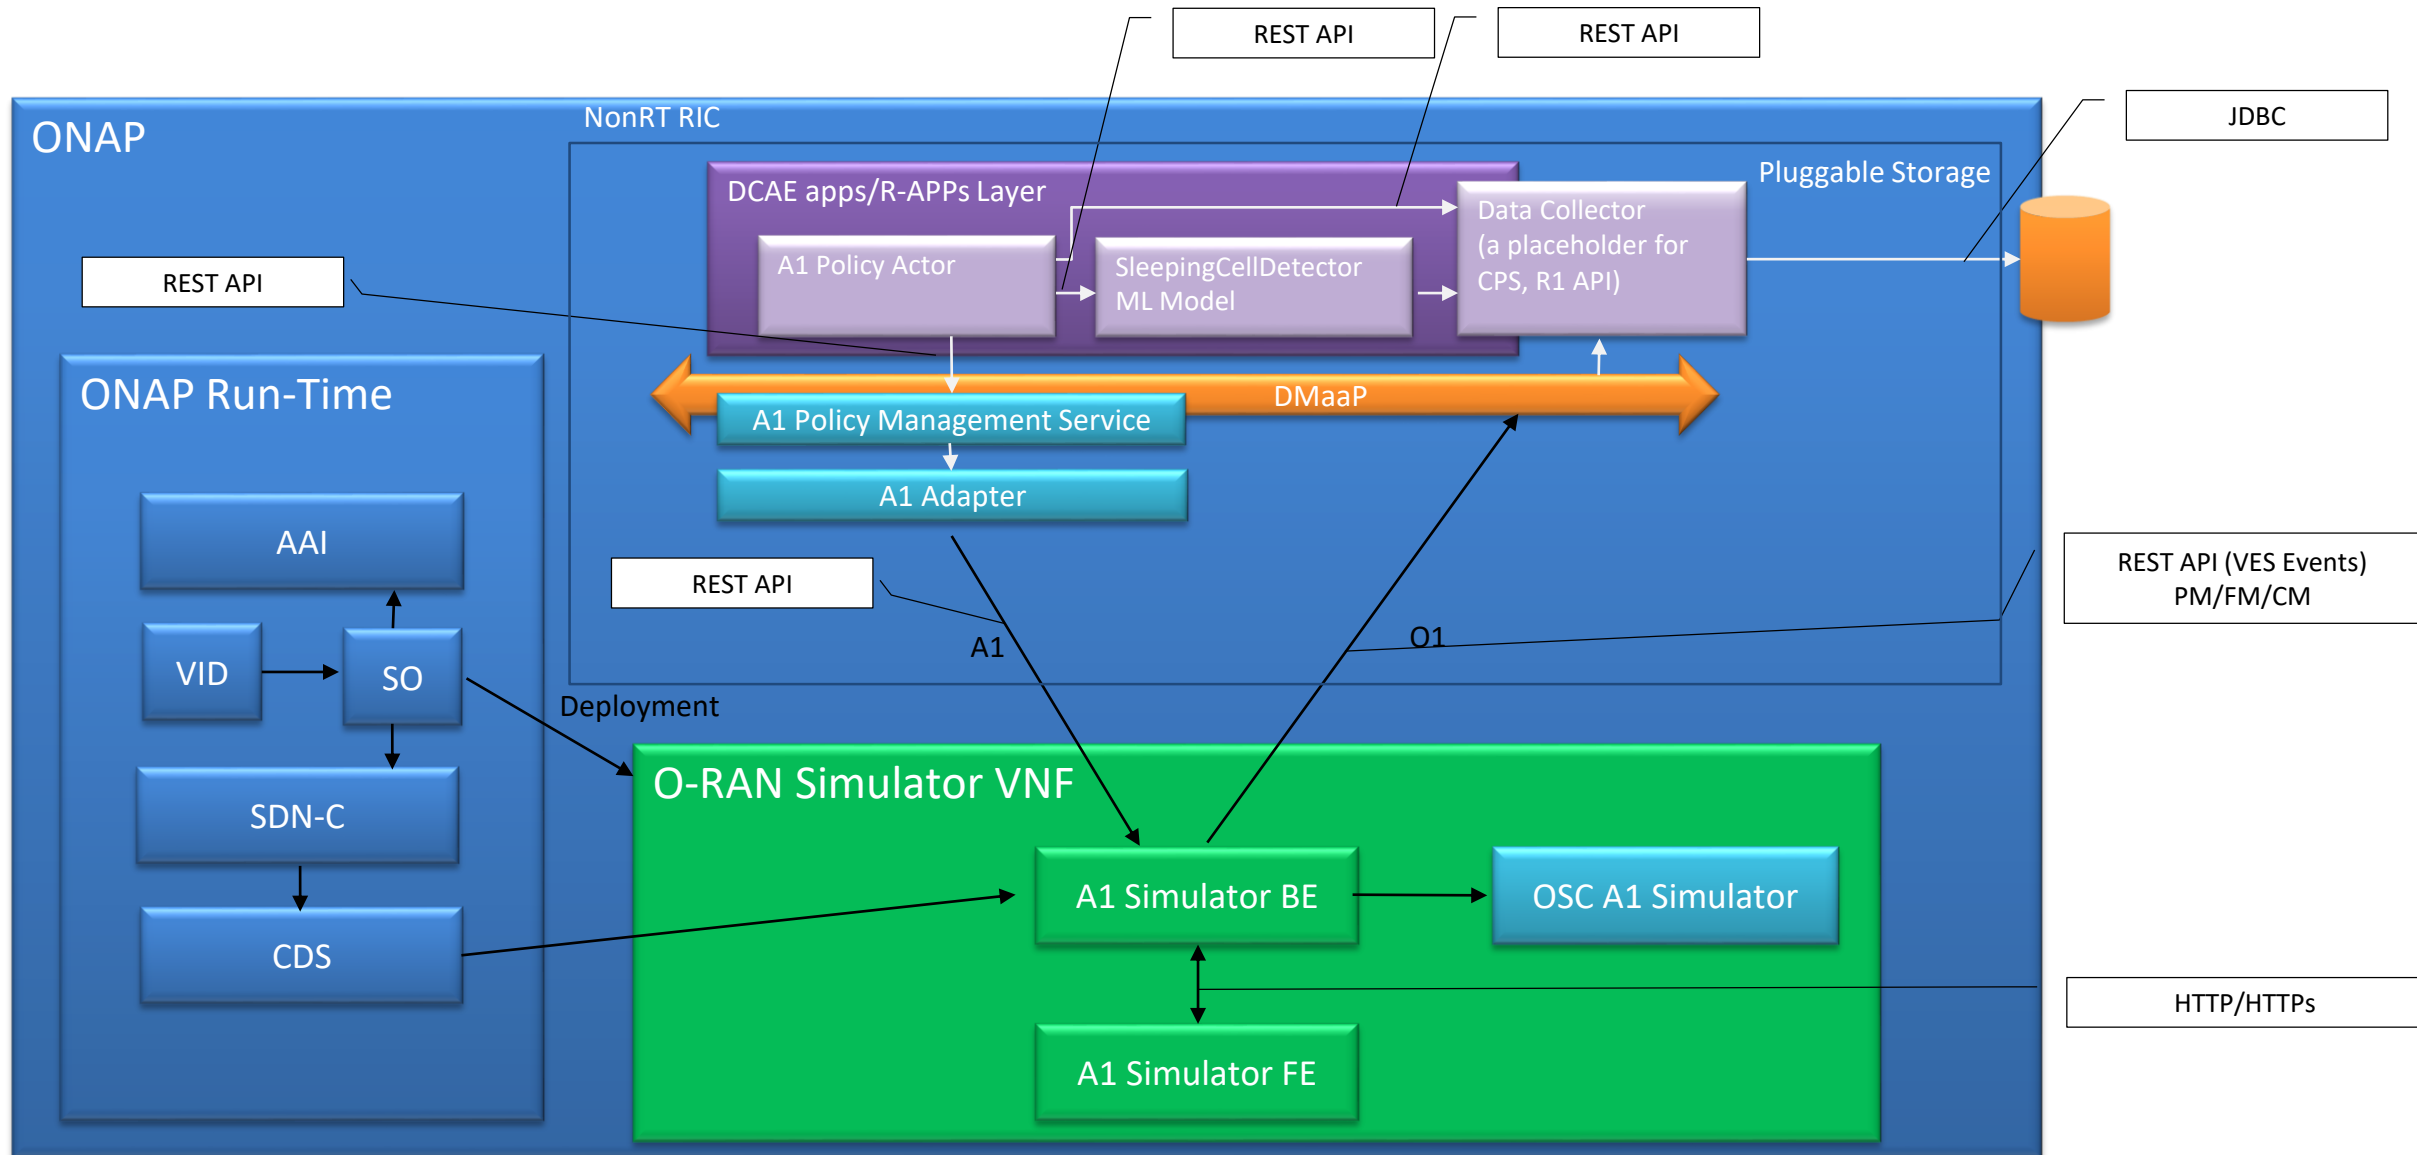 REST API
REST API
JDBC
ONAP
NonRT RIC
Pluggable Storage
DCAE apps/R-APPs Layer
Data Collector
(a placeholder for
CPS, R1 API)
A1 Policy Actor
SleepingCellDetector
ML Model
REST API
ONAP Run-Time
DMaaP
A1 Policy Management Service
A1 Adapter
AAI
REST API
REST API (VES Events)
PM/FM/CM
A1
O1
VID
SO
Deployment
O-RAN Simulator VNF
SDN-C
A1 Simulator BE
OSC A1 Simulator
CDS
HTTP/HTTPs
A1 Simulator FE